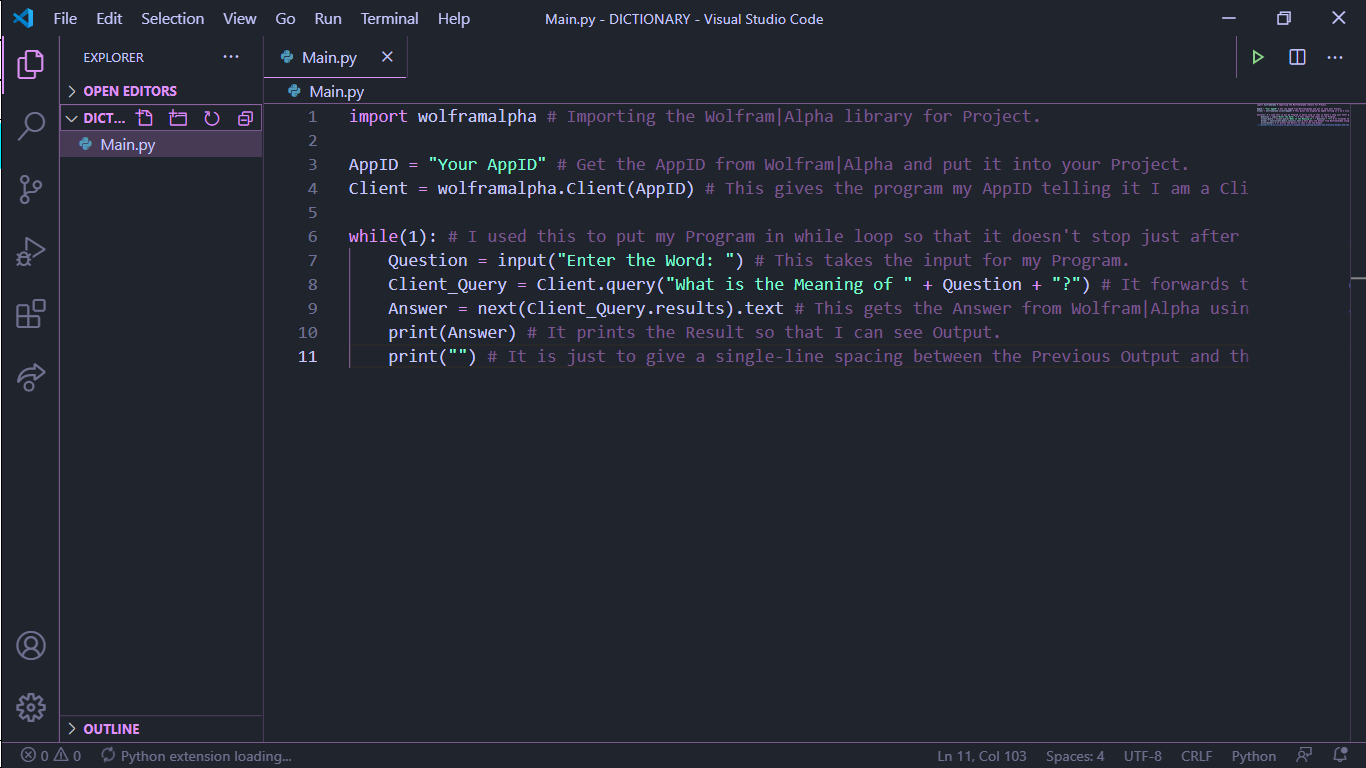 File Edit Selection View Go Run Terminal Help Main.py - DICTIONARY - Visual Studio Code
EXPLORER
OPEN EDITORS
DICT...
Main.py
OUTLINE
Main.py
Main.py
1 import wolframalpha # Importing the Wolfram|Alpha library for Project.
2
3 AppID = "Your AppID" # Get the AppID from Wolfram|Alpha and put it into your Project.
4 Client = wolframalpha.Client(AppID) # This gives the program my AppID telling it I am a Cli
5
6 while(1): # I used this to put my Program in while loop so that it doesn't stop just after
7 Question = input("Enter the Word: ") # This takes the input for my Program.
8 Client_Query = Client.query("What is the Meaning of " + Question + "?") # It forwards t
9 Answer = next(Client_Query.results).text # This gets the Answer from Wolfram|Alpha usin
10 print(Answer) # It prints the Result so that I can see Output.
11 print("") # It is just to give a single-line spacing between the Previous Output and th
0 0 Python extension loading... Ln 11, Col 103 Spaces: 4 UTF-8 CRLF Python